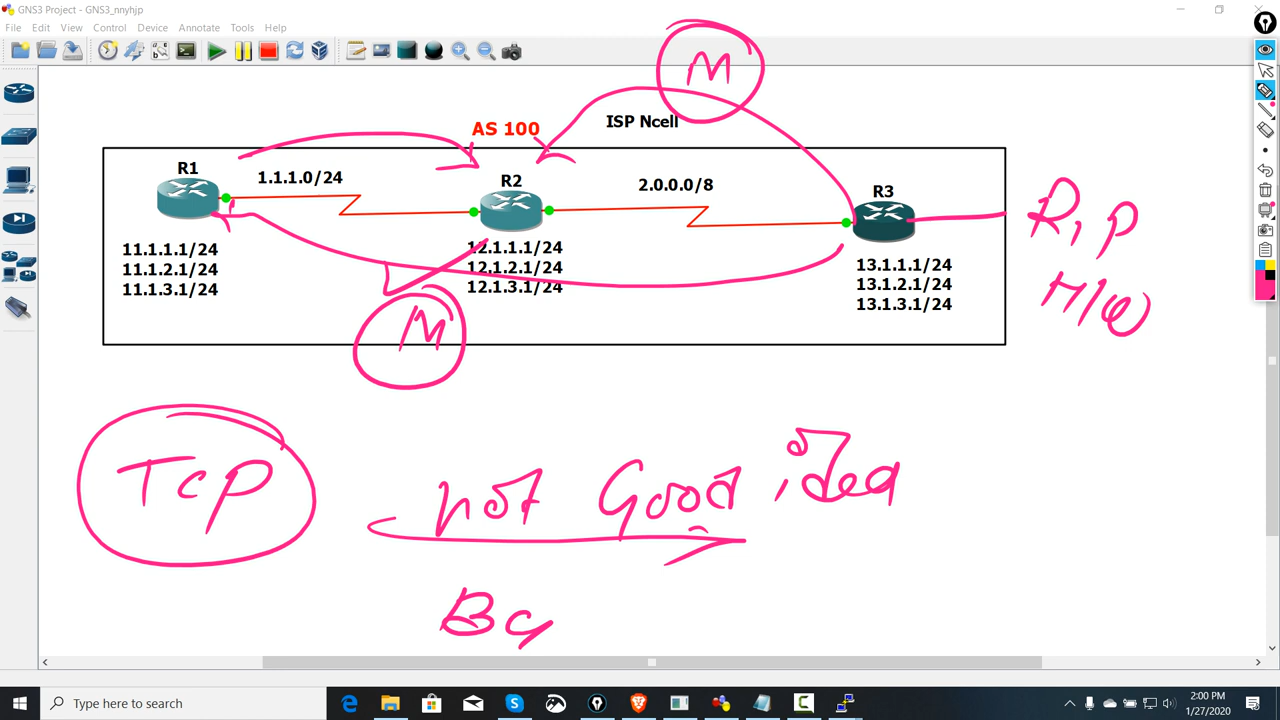 GNS3 Project - GNS3_nnyhjp
File Edit View Control Device Annotate Tools Help
M
AS 100
ISP Ncell
R1
1.1.1.0/24
R2
2.0.0.0/8
R3
11.1.1.1/24
11.1.2.1/24
11.1.3.1/24
12.1.1.1/24
12.1.2.1/24
12.1.3.1/24
13.1.1.1/24
13.1.2.1/24
13.1.3.1/24
R, P
H/W
M
TCP
not Good idea
Type here to search
2:00 PM
1/27/2020